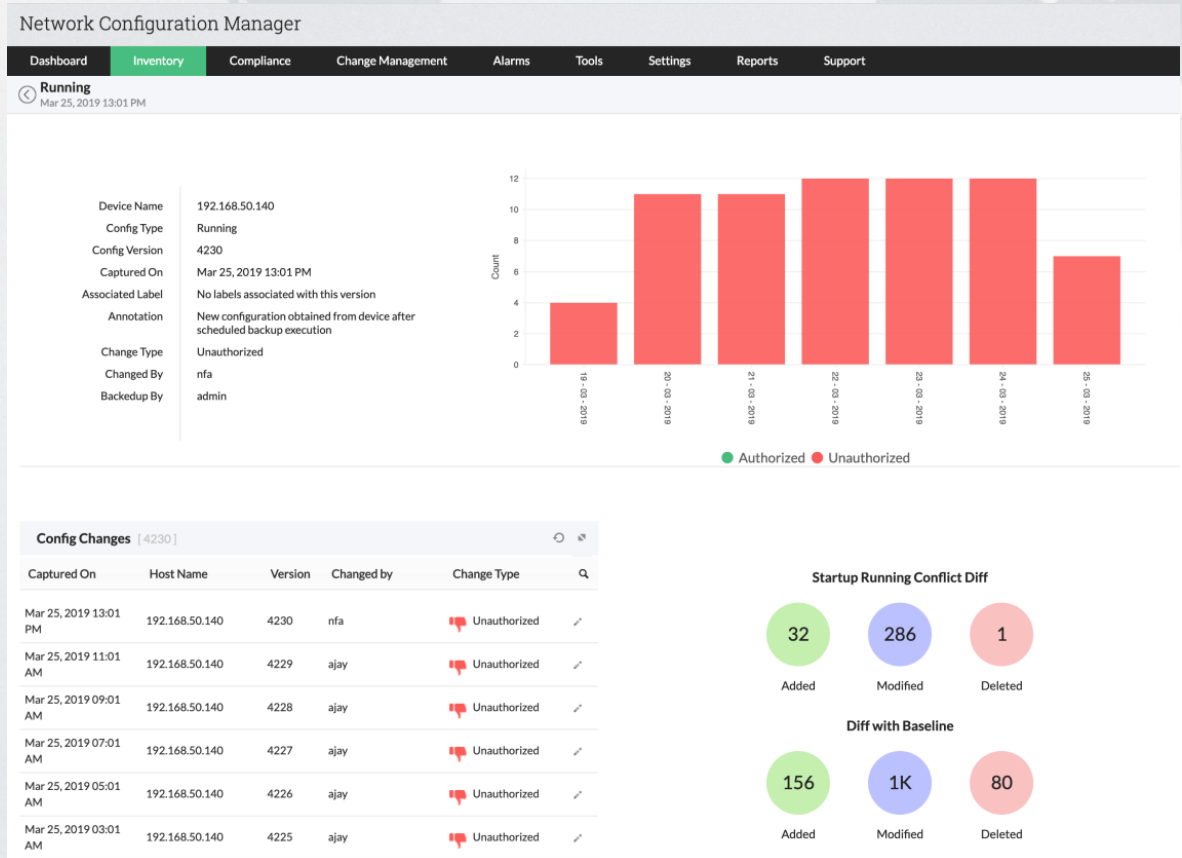 Network Configuration Manager
Dashboard Inventory Compliance Change Management Alarms Tools Settings Reports Support
Running
Mar 25, 2019 13:01 PM
Device Name 192.168.50.140
Config Type Running
Config Version 4230
Captured On Mar 25, 2019 13:01 PM
Associated Label No labels associated with this version
Annotation New configuration obtained from device after
scheduled backup execution
Change Type Unauthorized
Changed By nfa
Backedup By admin
Count
12
10
8
6
4
2
0
19 - 03 - 2019
20 - 03 - 2019
21 - 03 - 2019
22 - 03 - 2019
23 - 03 - 2019
24 - 03 - 2019
25 - 03 - 2019
Authorized Unauthorized
Config Changes [ 4230 ]
Captured On Host Name Version Changed by Change Type
Mar 25, 2019 13:01
PM
192.168.50.140 4230 nfa Unauthorized
Mar 25, 2019 11:01
AM
192.168.50.140 4229 ajay Unauthorized
Mar 25, 2019 09:01
AM
192.168.50.140 4228 ajay Unauthorized
Mar 25, 2019 07:01
AM
192.168.50.140 4227 ajay Unauthorized
Mar 25, 2019 05:01
AM
192.168.50.140 4226 ajay Unauthorized
Mar 25, 2019 03:01
AM
192.168.50.140 4225 ajay Unauthorized
Startup Running Conflict Diff
32 286 1
Added Modified Deleted
Diff with Baseline
156 1K 80
Added Modified Deleted